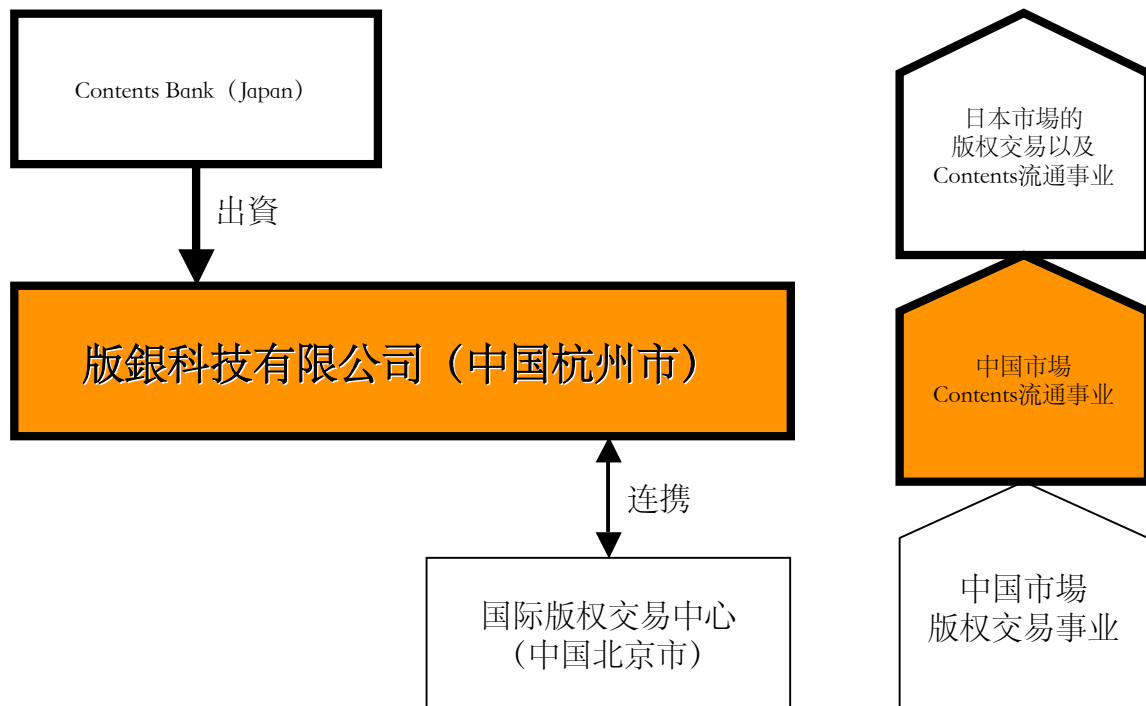 Contents Bank（Japan）
出資
版銀科技有限公司（中国杭州市）
连携
国际版权交易中心
（中国北京市）
日本市場的
版权交易以及
Contents流通事业
中国市場
Contents流通事业
中国市場
版权交易事业